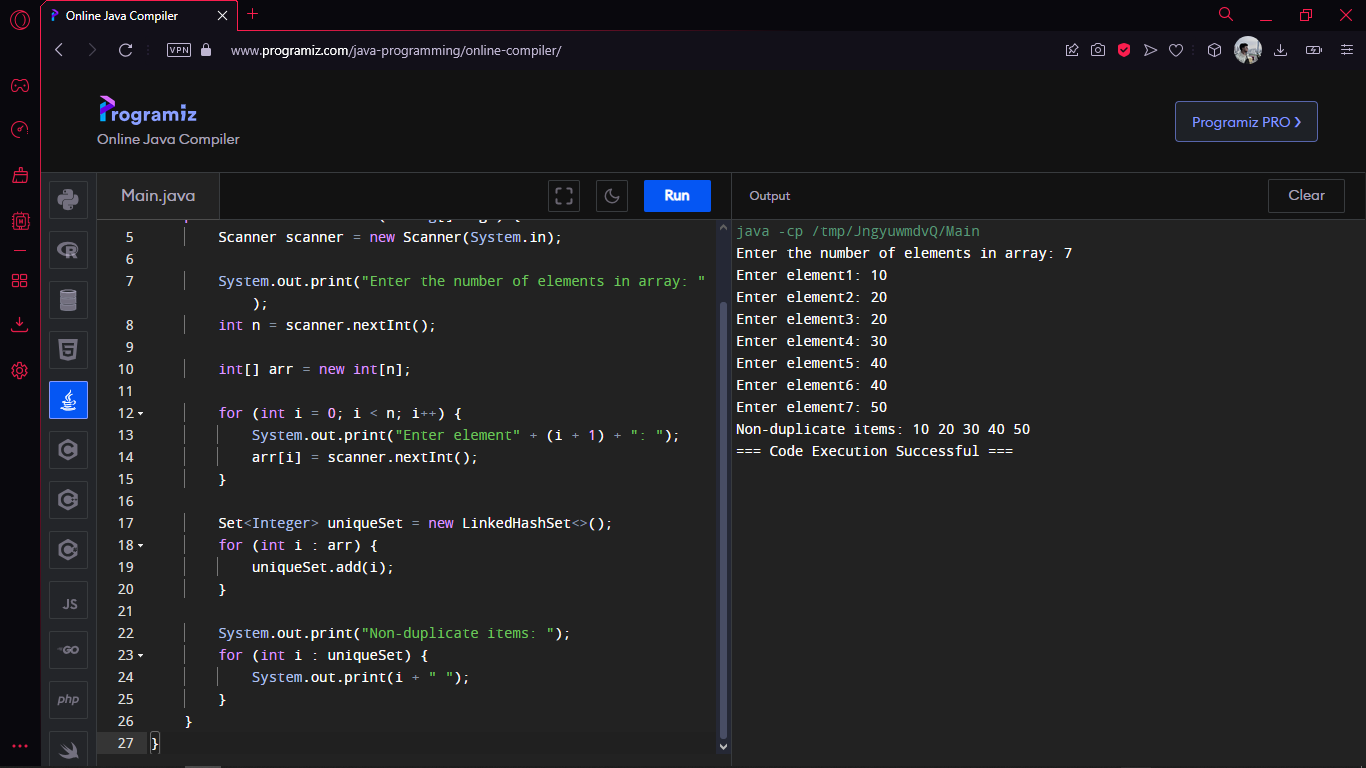 Online Java Compiler
VPN
www.programiz.com/java-programming/online-compiler/
Programiz
Online Java Compiler
Programiz PRO ❯
Main.java
Run
Output
Clear
5 Scanner scanner = new Scanner(System.in);
6
7 System.out.print("Enter the number of elements in array: "
);
8 int n = scanner.nextInt();
9
10 int[] arr = new int[n];
11
12 for (int i = 0; i < n; i++) {
13 System.out.print("Enter element" + (i + 1) + ": ");
14 arr[i] = scanner.nextInt();
15 }
16
17 Set<Integer> uniqueSet = new LinkedHashSet<>();
18 for (int i : arr) {
19 uniqueSet.add(i);
20 }
21
22 System.out.print("Non-duplicate items: ");
23 for (int i : uniqueSet) {
24 System.out.print(i + " ");
25 }
26 }
27 }
java -cp /tmp/JngyuwmdvQ/Main
Enter the number of elements in array: 7
Enter element1: 10
Enter element2: 20
Enter element3: 20
Enter element4: 30
Enter element5: 40
Enter element6: 40
Enter element7: 50
Non-duplicate items: 10 20 30 40 50
=== Code Execution Successful ===
R
5
C
C
C
JS
GO
php